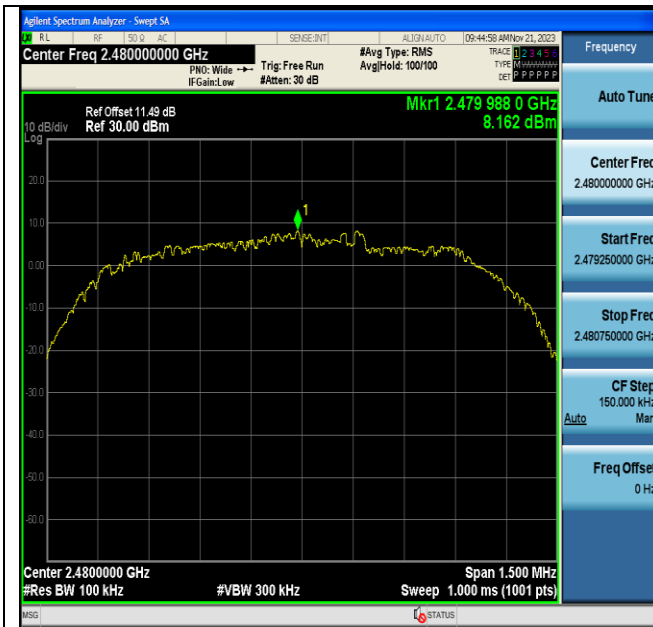 Agilent Spectrum Analyzer - Swept SA
RL RF 50 Ω AC SENSE:INT ALIGN AUTO 09:44:58 AM Nov 21, 2023
Center Freq 2.480000000 GHz
PNO: Wide
IFGain:Low
Trig: Free Run
#Atten: 30 dB
#Avg Type: RMS
Avg|Hold: 100/100
TRACE 1 2 3 4 5 6
TYPE M
DET P P P P P P
Ref Offset 11.49 dB
10 dB/div Ref 30.00 dBm
Log
Mkr1 2.479 988 0 GHz
8.162 dBm
20.0
10.0
0.00
-10.0
-20.0
-30.0
-40.0
-50.0
-60.0
1
Center 2.4800000 GHz
Span 1.500 MHz
#Res BW 100 kHz
#VBW 300 kHz
Sweep 1.000 ms (1001 pts)
MSG
STATUS
Frequency
Auto Tune
Center Freq
2.480000000 GHz
Start Freq
2.479250000 GHz
Stop Freq
2.480750000 GHz
CF Step
150.000 kHz
Auto Man
Freq Offset
0 Hz